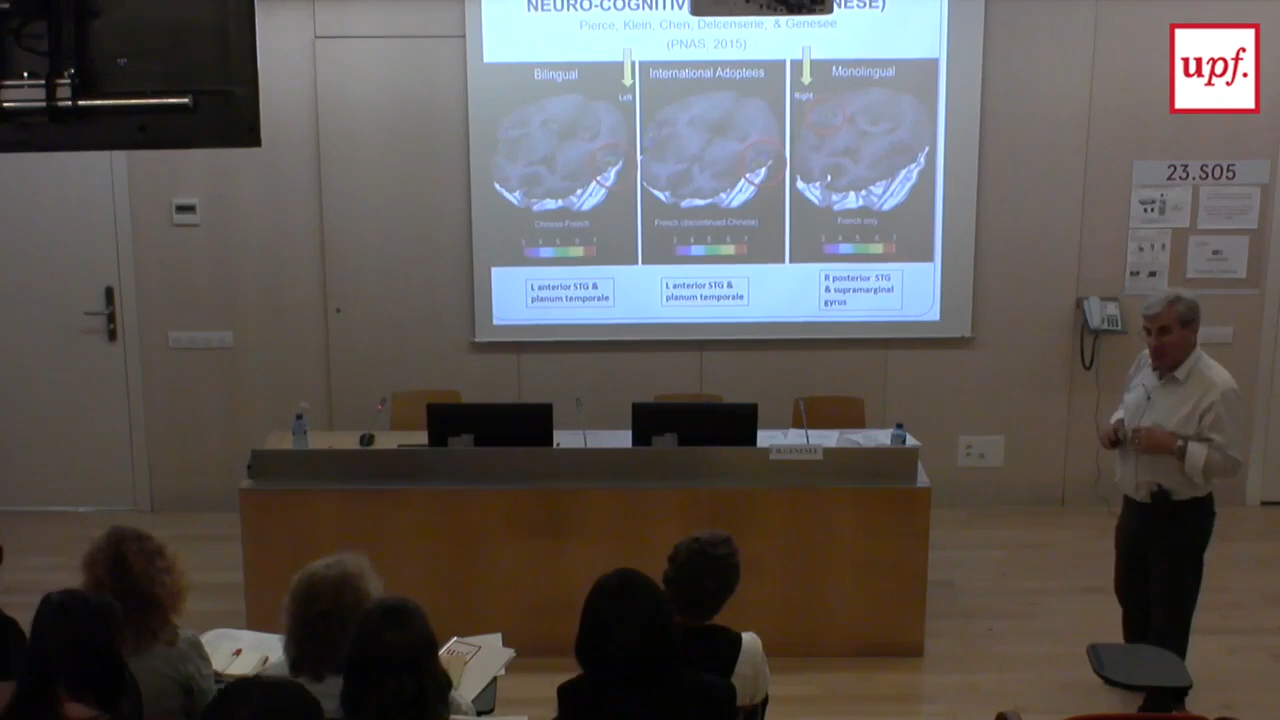 NEURO-COGNITIV NESE)
Pierce, Klein, Chen, Delcenserie, & Genesee
(PNAS, 2015)
Bilingual
Left
International Adoptees
Right
Monolingual
Chinese-French
French (discontinued Chinese)
French only
L anterior STG &
planum temporale
L anterior STG &
planum temporale
R posterior STG
& supramarginal
gyrus
upf.
23.S05
F. GENESEE
upf.